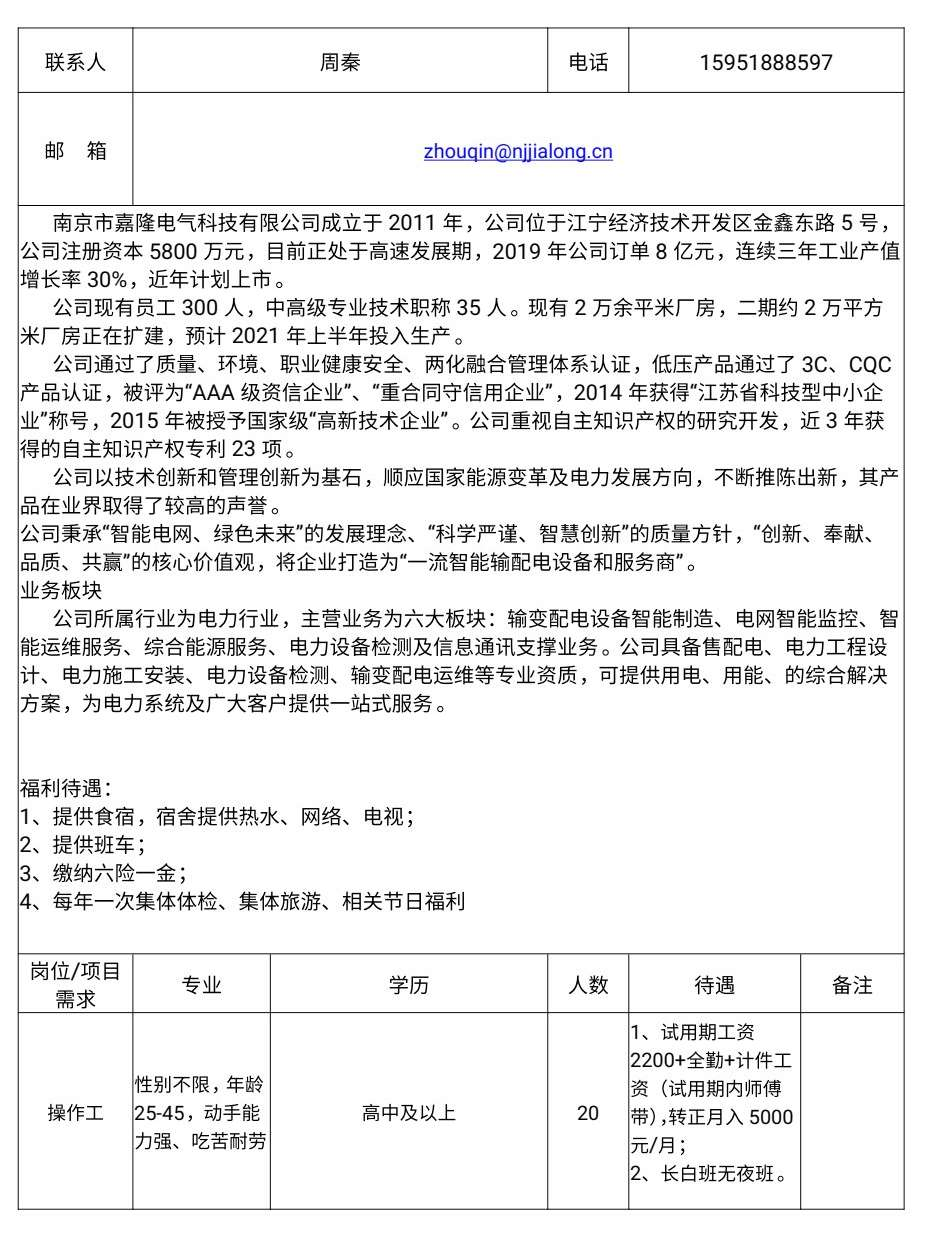 联系人 周秦 电话 15951888597
邮 箱 zhouqin@njjialong.cn
南京市嘉隆电气科技有限公司成立于 2011 年，公司位于江宁经济技术开发区金鑫东路 5 号，
公司注册资本 5800 万元，目前正处于高速发展期，2019 年公司订单 8 亿元，连续三年工业产值
增长率 30%，近年计划上市。
公司现有员工 300 人，中高级专业技术职称 35 人。现有 2 万余平米厂房，二期约 2 万平方
米厂房正在扩建，预计 2021 年上半年投入生产。
公司通过了质量、环境、职业健康安全、两化融合管理体系认证，低压产品通过了 3C、CQC
产品认证，被评为“AAA 级资信企业”、“重合同守信用企业”，2014 年获得“江苏省科技型中小企
业”称号，2015 年被授予国家级“高新技术企业”。公司重视自主知识产权的研究开发，近 3 年获
得的自主知识产权专利 23 项。
公司以技术创新和管理创新为基石，顺应国家能源变革及电力发展方向，不断推陈出新，其产
品在业界取得了较高的声誉。
公司秉承“智能电网、绿色未来”的发展理念、“科学严谨、智慧创新”的质量方针，“创新、奉献、
品质、共赢”的核心价值观，将企业打造为“一流智能输配电设备和服务商”。
业务板块
公司所属行业为电力行业，主营业务为六大板块：输变配电设备智能制造、电网智能监控、智
能运维服务、综合能源服务、电力设备检测及信息通讯支撑业务。公司具备售配电、电力工程设
计、电力施工安装、电力设备检测、输变配电运维等专业资质，可提供用电、用能、的综合解决
方案，为电力系统及广大客户提供一站式服务。
福利待遇：
1、提供食宿，宿舍提供热水、网络、电视；
2、提供班车；
3、缴纳六险一金；
4、每年一次集体体检、集体旅游、相关节日福利
岗位/项目
需求
专业 学历 人数 待遇 备注
操作工
性别不限，年龄
25-45，动手能
力强、吃苦耐劳
高中及以上
20
1、试用期工资
2200+全勤+计件工
资（试用期内师傅
带），转正月入 5000
元/月；
2、长白班无夜班。